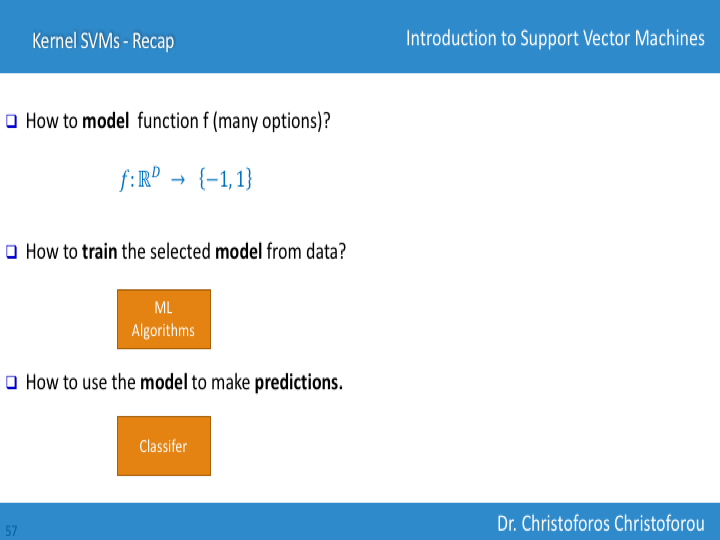 Kernel SVMs - Recap
Introduction to Support Vector Machines
How to model function f (many options)?
f: ℝᴰ → {−1, 1}
How to train the selected model from data?
ML
Algorithms
How to use the model to make predictions.
Classifer
57
Dr. Christoforos Christoforou